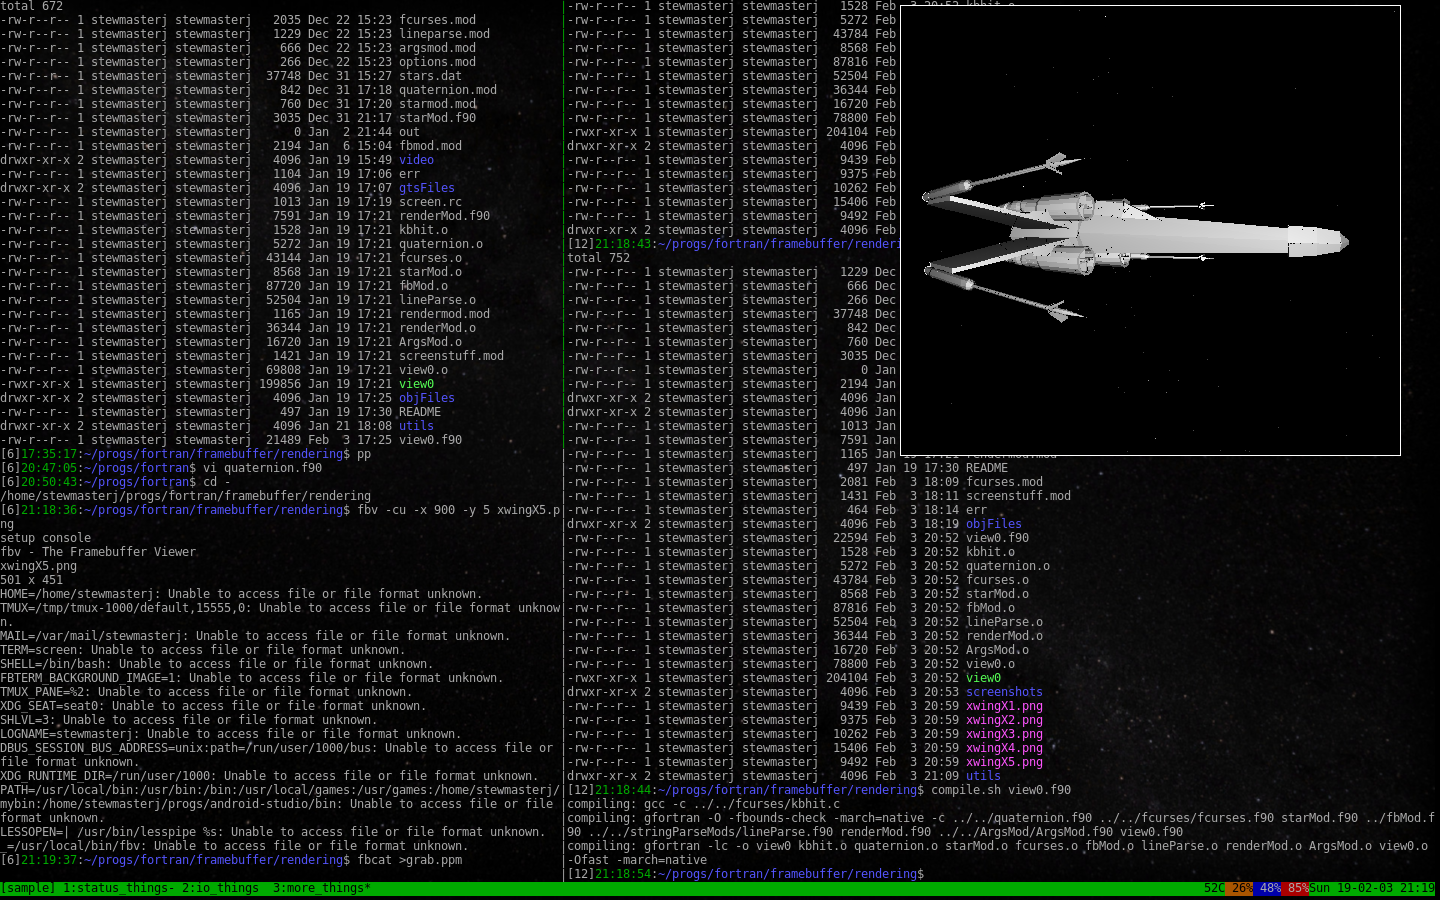 total 672
-rw-r--r-- 1 stewmasterj stewmasterj   2035 Dec 22 15:23 fcurses.mod
-rw-r--r-- 1 stewmasterj stewmasterj   1229 Dec 22 15:23 lineparse.mod
-rw-r--r-- 1 stewmasterj stewmasterj    666 Dec 22 15:23 argsmod.mod
-rw-r--r-- 1 stewmasterj stewmasterj    266 Dec 22 15:23 options.mod
-rw-r--r-- 1 stewmasterj stewmasterj  37748 Dec 31 15:27 stars.dat
-rw-r--r-- 1 stewmasterj stewmasterj    842 Dec 31 17:18 quaternion.mod
-rw-r--r-- 1 stewmasterj stewmasterj    760 Dec 31 17:20 starmod.mod
-rw-r--r-- 1 stewmasterj stewmasterj   3035 Dec 31 21:17 starMod.f90
-rw-r--r-- 1 stewmasterj stewmasterj      0 Jan  2 21:44 out
-rw-r--r-- 1 stewmasterj stewmasterj   2194 Jan  6 15:04 fbmod.mod
drwxr-xr-x 2 stewmasterj stewmasterj   4096 Jan 19 15:49 video
-rw-r--r-- 1 stewmasterj stewmasterj   1104 Jan 19 17:06 err
drwxr-xr-x 2 stewmasterj stewmasterj   4096 Jan 19 17:07 gtsFiles
-rw-r--r-- 1 stewmasterj stewmasterj   1013 Jan 19 17:19 screen.rc
-rw-r--r-- 1 stewmasterj stewmasterj   7591 Jan 19 17:21 renderMod.f90
-rw-r--r-- 1 stewmasterj stewmasterj   1528 Jan 19 17:21 kbhit.o
-rw-r--r-- 1 stewmasterj stewmasterj   5272 Jan 19 17:21 quaternion.o
-rw-r--r-- 1 stewmasterj stewmasterj  43144 Jan 19 17:21 fcurses.o
-rw-r--r-- 1 stewmasterj stewmasterj   8568 Jan 19 17:21 starMod.o
-rw-r--r-- 1 stewmasterj stewmasterj  87720 Jan 19 17:21 fbMod.o
-rw-r--r-- 1 stewmasterj stewmasterj  52504 Jan 19 17:21 lineParse.o
-rw-r--r-- 1 stewmasterj stewmasterj   1165 Jan 19 17:21 rendermod.mod
-rw-r--r-- 1 stewmasterj stewmasterj  36344 Jan 19 17:21 renderMod.o
-rw-r--r-- 1 stewmasterj stewmasterj  16720 Jan 19 17:21 ArgsMod.o
-rw-r--r-- 1 stewmasterj stewmasterj   1421 Jan 19 17:21 screenstuff.mod
-rw-r--r-- 1 stewmasterj stewmasterj  69808 Jan 19 17:21 view0.o
-rwxr-xr-x 1 stewmasterj stewmasterj 199856 Jan 19 17:21 view0
drwxr-xr-x 2 stewmasterj stewmasterj   4096 Jan 19 17:25 objFiles
-rw-r--r-- 1 stewmasterj stewmasterj    497 Jan 19 17:30 README
drwxr-xr-x 2 stewmasterj stewmasterj   4096 Jan 21 18:08 utils
-rw-r--r-- 1 stewmasterj stewmasterj  21489 Feb  3 17:25 view0.f90
[6]17:35:17:~/progs/fortran/framebuffer/rendering$ pp
[6]20:47:05:~/progs/fortran$ vi quaternion.f90
[6]20:50:43:~/progs/fortran$ cd -
/home/stewmasterj/progs/fortran/framebuffer/rendering
[6]21:18:36:~/progs/fortran/framebuffer/rendering$ fbv -cu -x 900 -y 5 xwingX5.p
ng
setup console
fbv - The Framebuffer Viewer
xwingX5.png
501 x 451
HOME=/home/stewmasterj: Unable to access file or file format unknown.
TMUX=/tmp/tmux-1000/default,15555,0: Unable to access file or file format unknow
n.
MAIL=/var/mail/stewmasterj: Unable to access file or file format unknown.
TERM=screen: Unable to access file or file format unknown.
SHELL=/bin/bash: Unable to access file or file format unknown.
FBTERM_BACKGROUND_IMAGE=1: Unable to access file or file format unknown.
TMUX_PANE=%2: Unable to access file or file format unknown.
XDG_SEAT=seat0: Unable to access file or file format unknown.
SHLVL=3: Unable to access file or file format unknown.
LOGNAME=stewmasterj: Unable to access file or file format unknown.
DBUS_SESSION_BUS_ADDRESS=unix:path=/run/user/1000/bus: Unable to access file or
file format unknown.
XDG_RUNTIME_DIR=/run/user/1000: Unable to access file or file format unknown.
PATH=/usr/local/bin:/usr/bin:/bin:/usr/local/games:/usr/games:/home/stewmasterj/
mybin:/home/stewmasterj/progs/android-studio/bin: Unable to access file or file
format unknown.
LESSOPEN=| /usr/bin/lesspipe %s: Unable to access file or file format unknown.
_=/usr/local/bin/fbv: Unable to access file or file format unknown.
[6]21:19:37:~/progs/fortran/framebuffer/rendering$ fbcat >grab.ppm
-rw-r--r-- 1 stewmasterj stewmasterj   1528 Feb  3 20:52 kbhit.o
-rw-r--r-- 1 stewmasterj stewmasterj   5272 Feb
-rw-r--r-- 1 stewmasterj stewmasterj  43784 Feb
-rw-r--r-- 1 stewmasterj stewmasterj   8568 Feb
-rw-r--r-- 1 stewmasterj stewmasterj  87816 Feb
-rw-r--r-- 1 stewmasterj stewmasterj  52504 Feb
-rw-r--r-- 1 stewmasterj stewmasterj  36344 Feb
-rw-r--r-- 1 stewmasterj stewmasterj  16720 Feb
-rw-r--r-- 1 stewmasterj stewmasterj  78800 Feb
-rwxr-xr-x 1 stewmasterj stewmasterj 204104 Feb
drwxr-xr-x 2 stewmasterj stewmasterj   4096 Feb
-rw-r--r-- 1 stewmasterj stewmasterj   9439 Feb
-rw-r--r-- 1 stewmasterj stewmasterj   9375 Feb
-rw-r--r-- 1 stewmasterj stewmasterj  10262 Feb
-rw-r--r-- 1 stewmasterj stewmasterj  15406 Feb
-rw-r--r-- 1 stewmasterj stewmasterj   9492 Feb
drwxr-xr-x 2 stewmasterj stewmasterj   4096 Feb
[12]21:18:43:~/progs/fortran/framebuffer/renderi
total 752
-rw-r--r-- 1 stewmasterj stewmasterj   1229 Dec
-rw-r--r-- 1 stewmasterj stewmasterj    666 Dec
-rw-r--r-- 1 stewmasterj stewmasterj    266 Dec
-rw-r--r-- 1 stewmasterj stewmasterj  37748 Dec
-rw-r--r-- 1 stewmasterj stewmasterj    842 Dec
-rw-r--r-- 1 stewmasterj stewmasterj    760 Dec
-rw-r--r-- 1 stewmasterj stewmasterj   3035 Dec
-rw-r--r-- 1 stewmasterj stewmasterj      0 Jan
-rw-r--r-- 1 stewmasterj stewmasterj   2194 Jan
drwxr-xr-x 2 stewmasterj stewmasterj   4096 Jan
drwxr-xr-x 2 stewmasterj stewmasterj   4096 Jan
-rw-r--r-- 1 stewmasterj stewmasterj   1013 Jan
-rw-r--r-- 1 stewmasterj stewmasterj   7591 Jan
-rw-r--r-- 1 stewmasterj stewmasterj   1165 Jan 19 17:21 rendermod.mod
-rw-r--r-- 1 stewmasterj stewmasterj    497 Jan 19 17:30 README
-rw-r--r-- 1 stewmasterj stewmasterj   2081 Feb  3 18:09 fcurses.mod
-rw-r--r-- 1 stewmasterj stewmasterj   1431 Feb  3 18:11 screenstuff.mod
-rw-r--r-- 1 stewmasterj stewmasterj    464 Feb  3 18:14 err
drwxr-xr-x 2 stewmasterj stewmasterj   4096 Feb  3 18:19 objFiles
-rw-r--r-- 1 stewmasterj stewmasterj  22594 Feb  3 20:52 view0.f90
-rw-r--r-- 1 stewmasterj stewmasterj   1528 Feb  3 20:52 kbhit.o
-rw-r--r-- 1 stewmasterj stewmasterj   5272 Feb  3 20:52 quaternion.o
-rw-r--r-- 1 stewmasterj stewmasterj  43784 Feb  3 20:52 fcurses.o
-rw-r--r-- 1 stewmasterj stewmasterj   8568 Feb  3 20:52 starMod.o
-rw-r--r-- 1 stewmasterj stewmasterj  87816 Feb  3 20:52 fbMod.o
-rw-r--r-- 1 stewmasterj stewmasterj  52504 Feb  3 20:52 lineParse.o
-rw-r--r-- 1 stewmasterj stewmasterj  36344 Feb  3 20:52 renderMod.o
-rw-r--r-- 1 stewmasterj stewmasterj  16720 Feb  3 20:52 ArgsMod.o
-rw-r--r-- 1 stewmasterj stewmasterj  78800 Feb  3 20:52 view0.o
-rwxr-xr-x 1 stewmasterj stewmasterj 204104 Feb  3 20:52 view0
drwxr-xr-x 2 stewmasterj stewmasterj   4096 Feb  3 20:53 screenshots
-rw-r--r-- 1 stewmasterj stewmasterj   9439 Feb  3 20:59 xwingX1.png
-rw-r--r-- 1 stewmasterj stewmasterj   9375 Feb  3 20:59 xwingX2.png
-rw-r--r-- 1 stewmasterj stewmasterj  10262 Feb  3 20:59 xwingX3.png
-rw-r--r-- 1 stewmasterj stewmasterj  15406 Feb  3 20:59 xwingX4.png
-rw-r--r-- 1 stewmasterj stewmasterj   9492 Feb  3 20:59 xwingX5.png
drwxr-xr-x 2 stewmasterj stewmasterj   4096 Feb  3 21:09 utils
[12]21:18:44:~/progs/fortran/framebuffer/rendering$ compile.sh view0.f90
compiling: gcc -c ../../fcurses/kbhit.c
compiling: gfortran -O -fbounds-check -march=native -c ../../quaternion.f90 ../../fcurses/fcurses.f90 starMod.f90 ../fbMod.f
90 ../../stringParseMods/lineParse.f90 renderMod.f90 ../../ArgsMod/ArgsMod.f90 view0.f90
compiling: gfortran -lc -o view0 kbhit.o quaternion.o starMod.o fcurses.o fbMod.o lineParse.o renderMod.o ArgsMod.o view0.o
-Ofast -march=native
[12]21:18:54:~/progs/fortran/framebuffer/rendering$
[sample] 1:status_things- 2:io_things  3:more_things*
52C 26% 48% 85%Sun 19-02-03 21:19